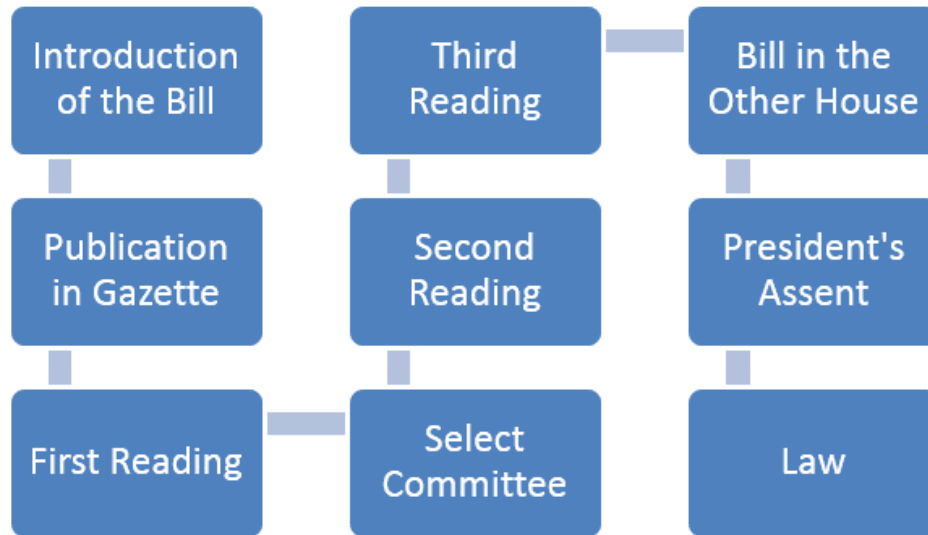 Introduction
of the Bill
Publication
in Gazette
First Reading
Select
Committee
Second
Reading
Third
Reading
Bill in the
Other House
President's
Assent
Law